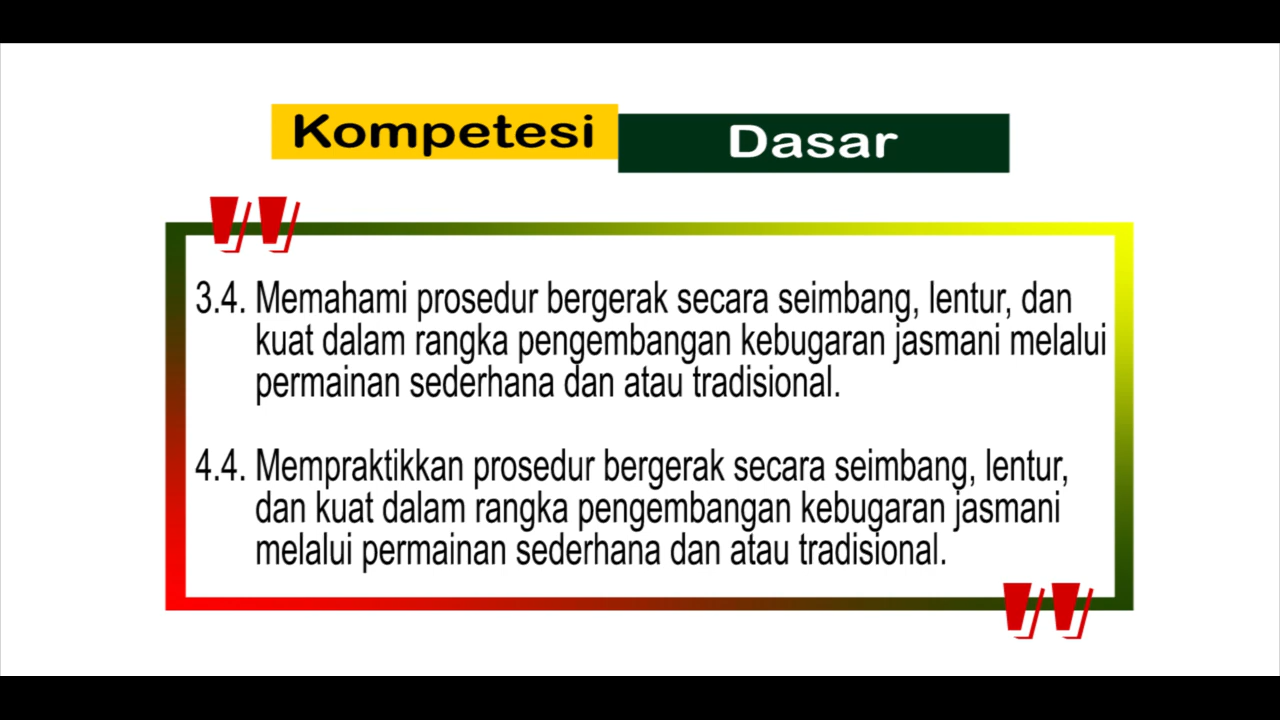 Kompetesi Dasar
3.4. Memahami prosedur bergerak secara seimbang, lentur, dan
kuat dalam rangka pengembangan kebugaran jasmani melalui
permainan sederhana dan atau tradisional.
4.4. Mempraktikkan prosedur bergerak secara seimbang, lentur,
dan kuat dalam rangka pengembangan kebugaran jasmani
melalui permainan sederhana dan atau tradisional.